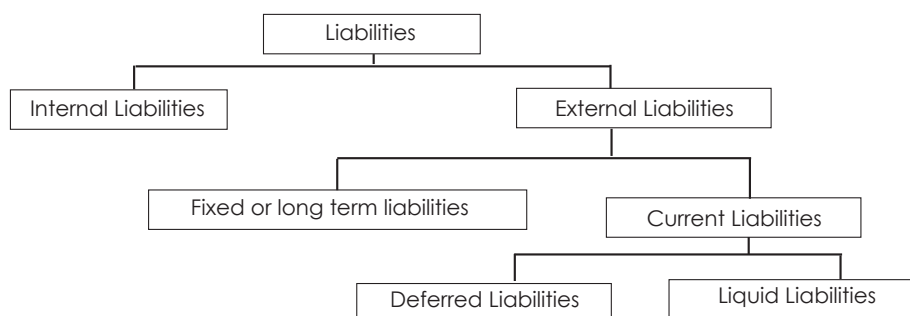 Liabilities
Internal Liabilities
External Liabilities
Fixed or long term liabilities
Current Liabilities
Deferred Liabilities
Liquid Liabilities